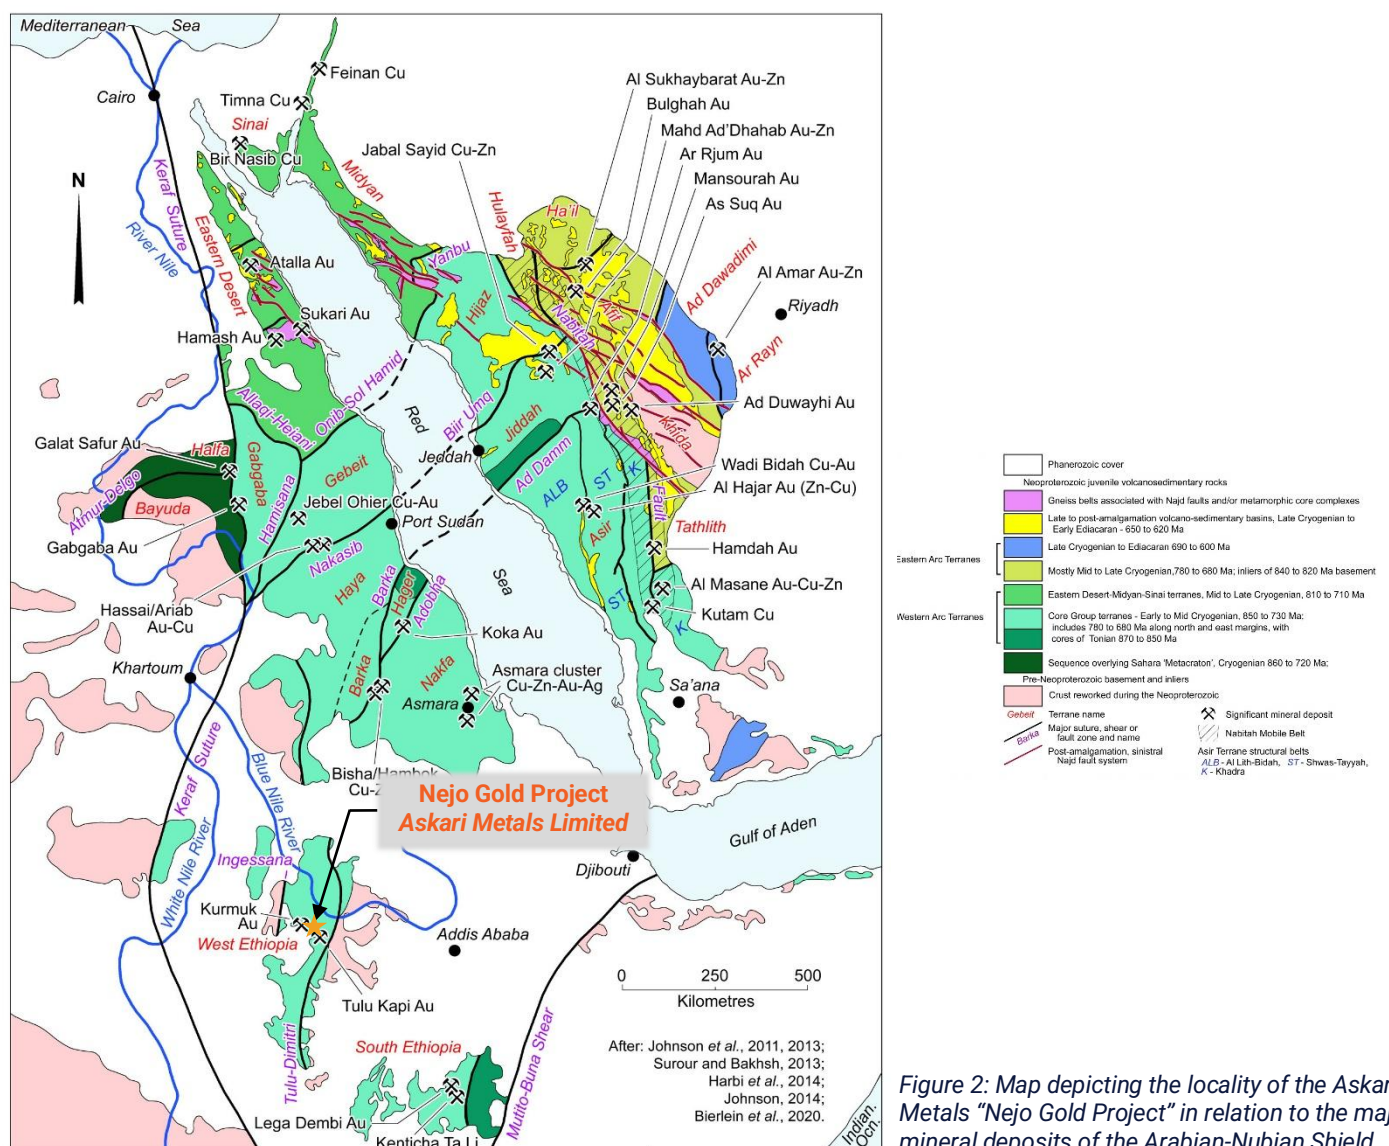 Mediterranean Sea
Cairo
Feinan Cu
Timna Cu
Sinai
Bir Nasib Cu
N
Keraf Suture
River Nile
Eastern Desert
Midyan
Jabal Sayid Cu-Zn
Al Sukhaybarat Au-Zn
Bulghah Au
Mahd Ad'Dhahab Au-Zn
Ar Rjum Au
Mansourah Au
As Suq Au
Hulayfah
Ha'il
Yanbu
Atalla Au
Sukari Au
Hamash Au
Hijaz
Nabitah
Afif
Ad Dawadimi
Al Amar Au-Zn
Riyadh
Ar Rayn
Allaqi-Heiani
Onib-Sol Hamid
Red
Sea
Biir Umq
Jiddah
Jeddah
Ad Damm
Khida
Ad Duwayhi Au
Galat Safur Au
Halfa
Gabgaba
Gebeit
Atmur-Delgo
Bayuda
Hamisana
Jebel Ohier Cu-Au
Port Sudan
ALB
ST
K
Wadi Bidah Cu-Au
Al Hajar Au (Zn-Cu)
Asir
Fault
Tathlith
Gabgaba Au
Nakasib
Hamdah Au
Haya
Barka
Hager
Adobha
Al Masane Au-Cu-Zn
ST
Kutam Cu
K
Hassai/Ariab
Au-Cu
Koka Au
Khartoum
Barka
Nakfa
Asmara cluster
Cu-Zn-Au-Ag
Asmara
Sa'ana
Keraf Suture
Blue Nile River
Bisha/Hambok
Nejo Gold Project
Askari Metals Limited
Gulf of Aden
Djibouti
White Nile River
Ingessana
Kurmuk
Au
West Ethiopia
Addis Ababa
Tulu Kapi Au
0 250 500
Kilometres
Tulu-Dimitri
South Ethiopia
Mutito-Buna Shear
Lega Dembi Au
Kenticha Ta Li
After: Johnson et al., 2011, 2013;
Surour and Bakhsh, 2013;
Harbi et al., 2014;
Johnson, 2014;
Bierlein et al., 2020.
Indian.
Ocn.
Phanerozoic cover
Neoproterozoic juvenile volcanosedimentary rocks
Gneiss belts associated with Najd faults and/or metamorphic core complexes
Late to post-amalgamation volcano-sedimentary basins, Late Cryogenian to
Early Ediacaran - 650 to 620 Ma
Late Cryogenian to Ediacaran 690 to 600 Ma
Eastern Arc Terranes
Mostly Mid to Late Cryogenian,780 to 680 Ma; inliers of 840 to 820 Ma basement
Eastern Desert-Midyan-Sinai terranes, Mid to Late Cryogenian, 810 to 710 Ma
Western Arc Terranes
Core Group terranes - Early to Mid Cryogenian, 850 to 730 Ma;
includes 780 to 680 Ma along north and east margins, with
cores of Tonian 870 to 850 Ma
Sequence overlying Sahara 'Metacraton', Cryogenian 860 to 720 Ma;
Pre-Neoproterozoic basement and inliers
Crust reworked during the Neoproterozoic
Gebeit Terrane name
Barka Major suture, shear or
fault zone and name
Post-amalgamation, sinistral
Najd fault system
Significant mineral deposit
Nabitah Mobile Belt
Asir Terrane structural belts
ALB - Al Lith-Bidah, ST - Shwas-Tayyah,
K - Khadra
Figure 2: Map depicting the locality of the Askar
Metals "Nejo Gold Project" in relation to the maj
mineral deposits of the Arabian-Nubian Shield